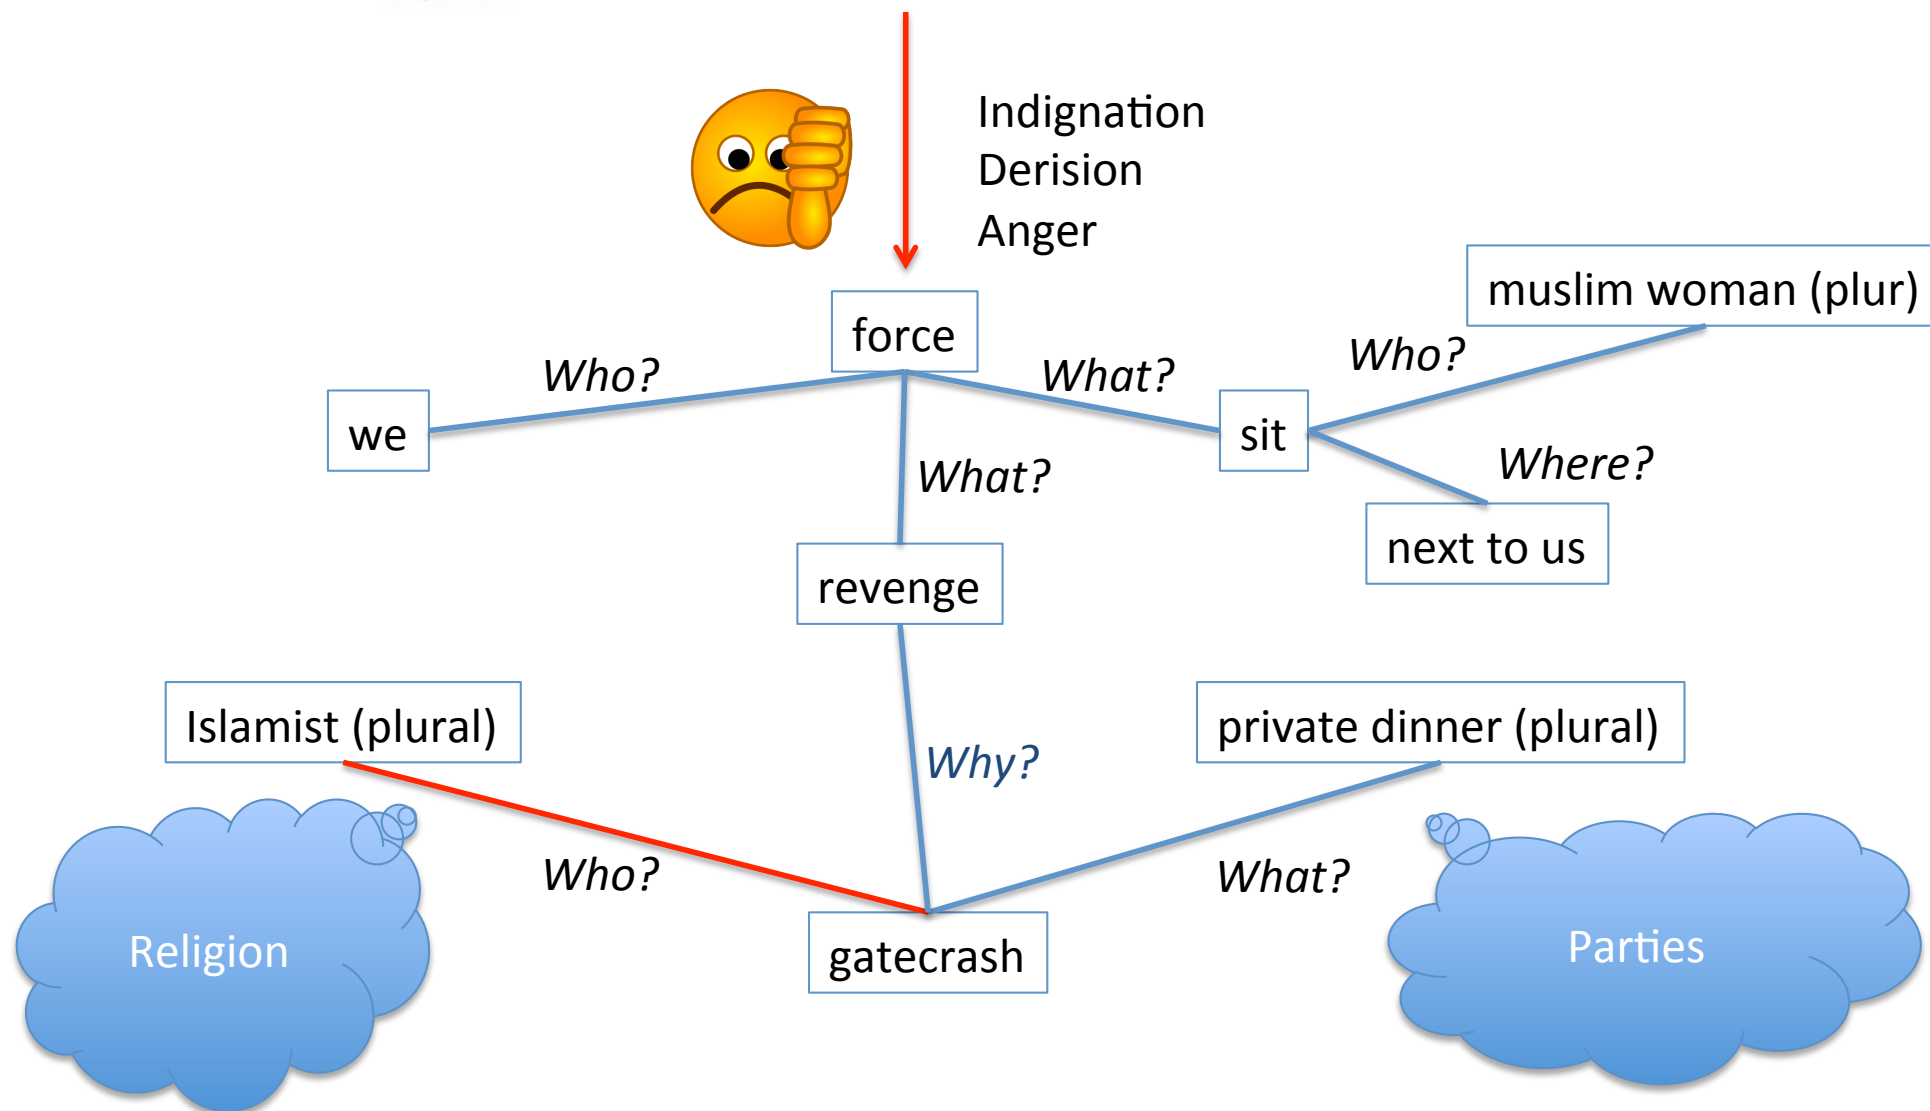 Indignation
Derision
Anger
muslim woman (plur)
force
Who?
What?
Who?
we
sit
What?
Where?
next to us
revenge
Islamist (plural)
private dinner (plural)
Why?
Who?
What?
Religion
gatecrash
Parties